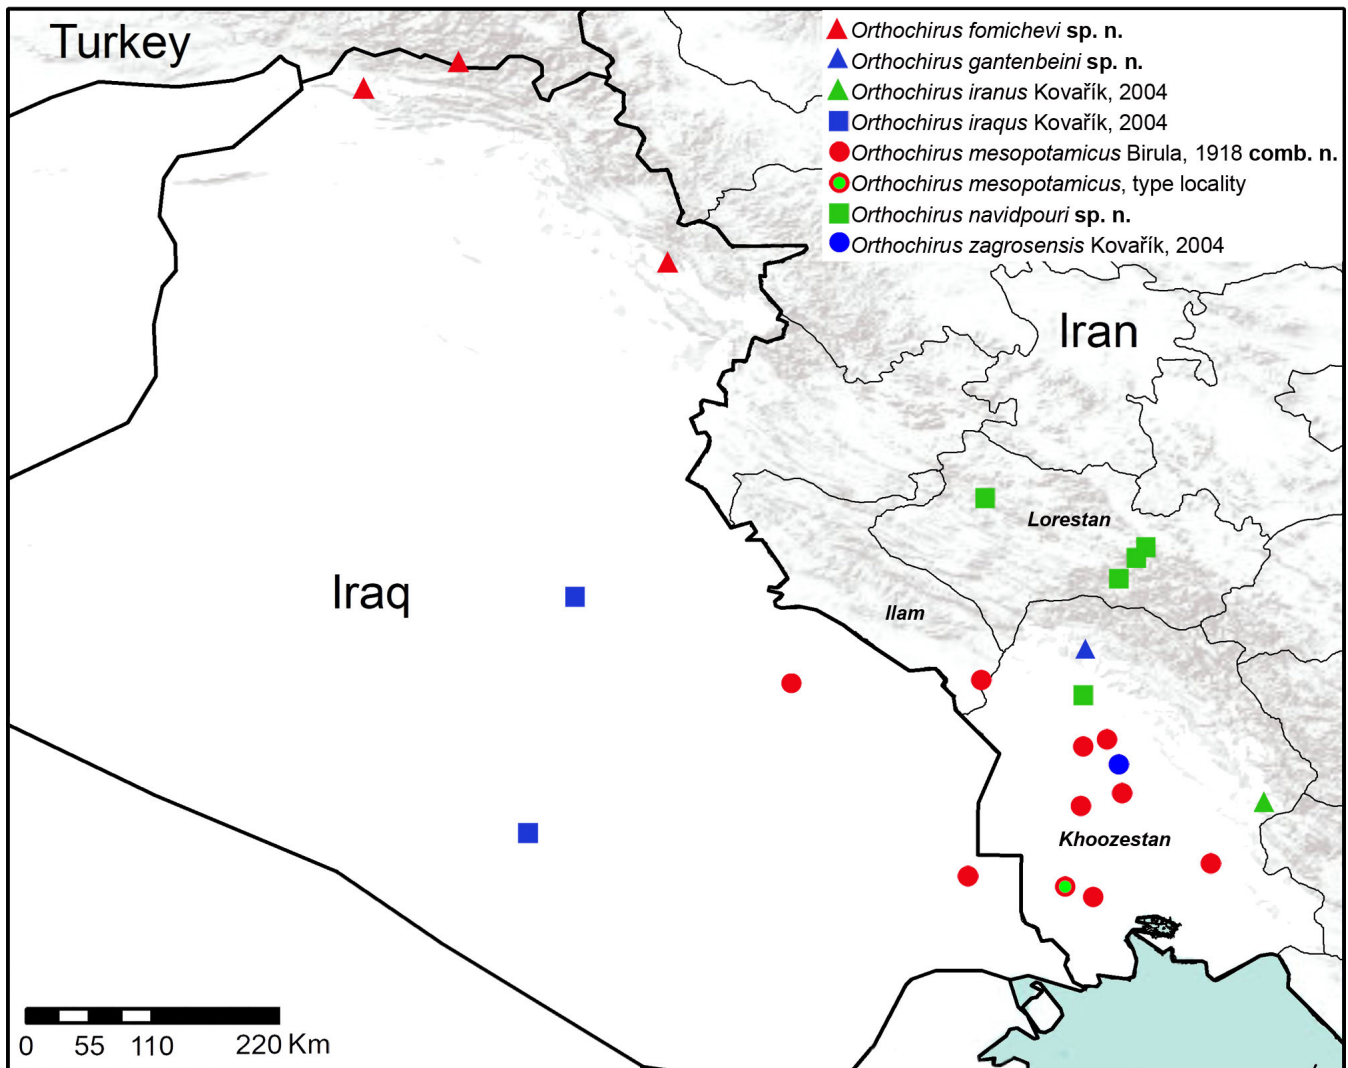 Turkey
Orthochirus fomichevi sp. n.
Orthochirus gantenbeini sp. n.
Orthochirus iranus Kovařík, 2004
Orthochirus iraqus Kovařík, 2004
Orthochirus mesopotamicus Birula, 1918 comb. n.
Orthochirus mesopotamicus, type locality
Orthochirus navidpouri sp. n.
Orthochirus zagrosensis Kovařík, 2004
Iran
Lorestan
Iraq
Ilam
Khoozestan
0 55 110 220 Km